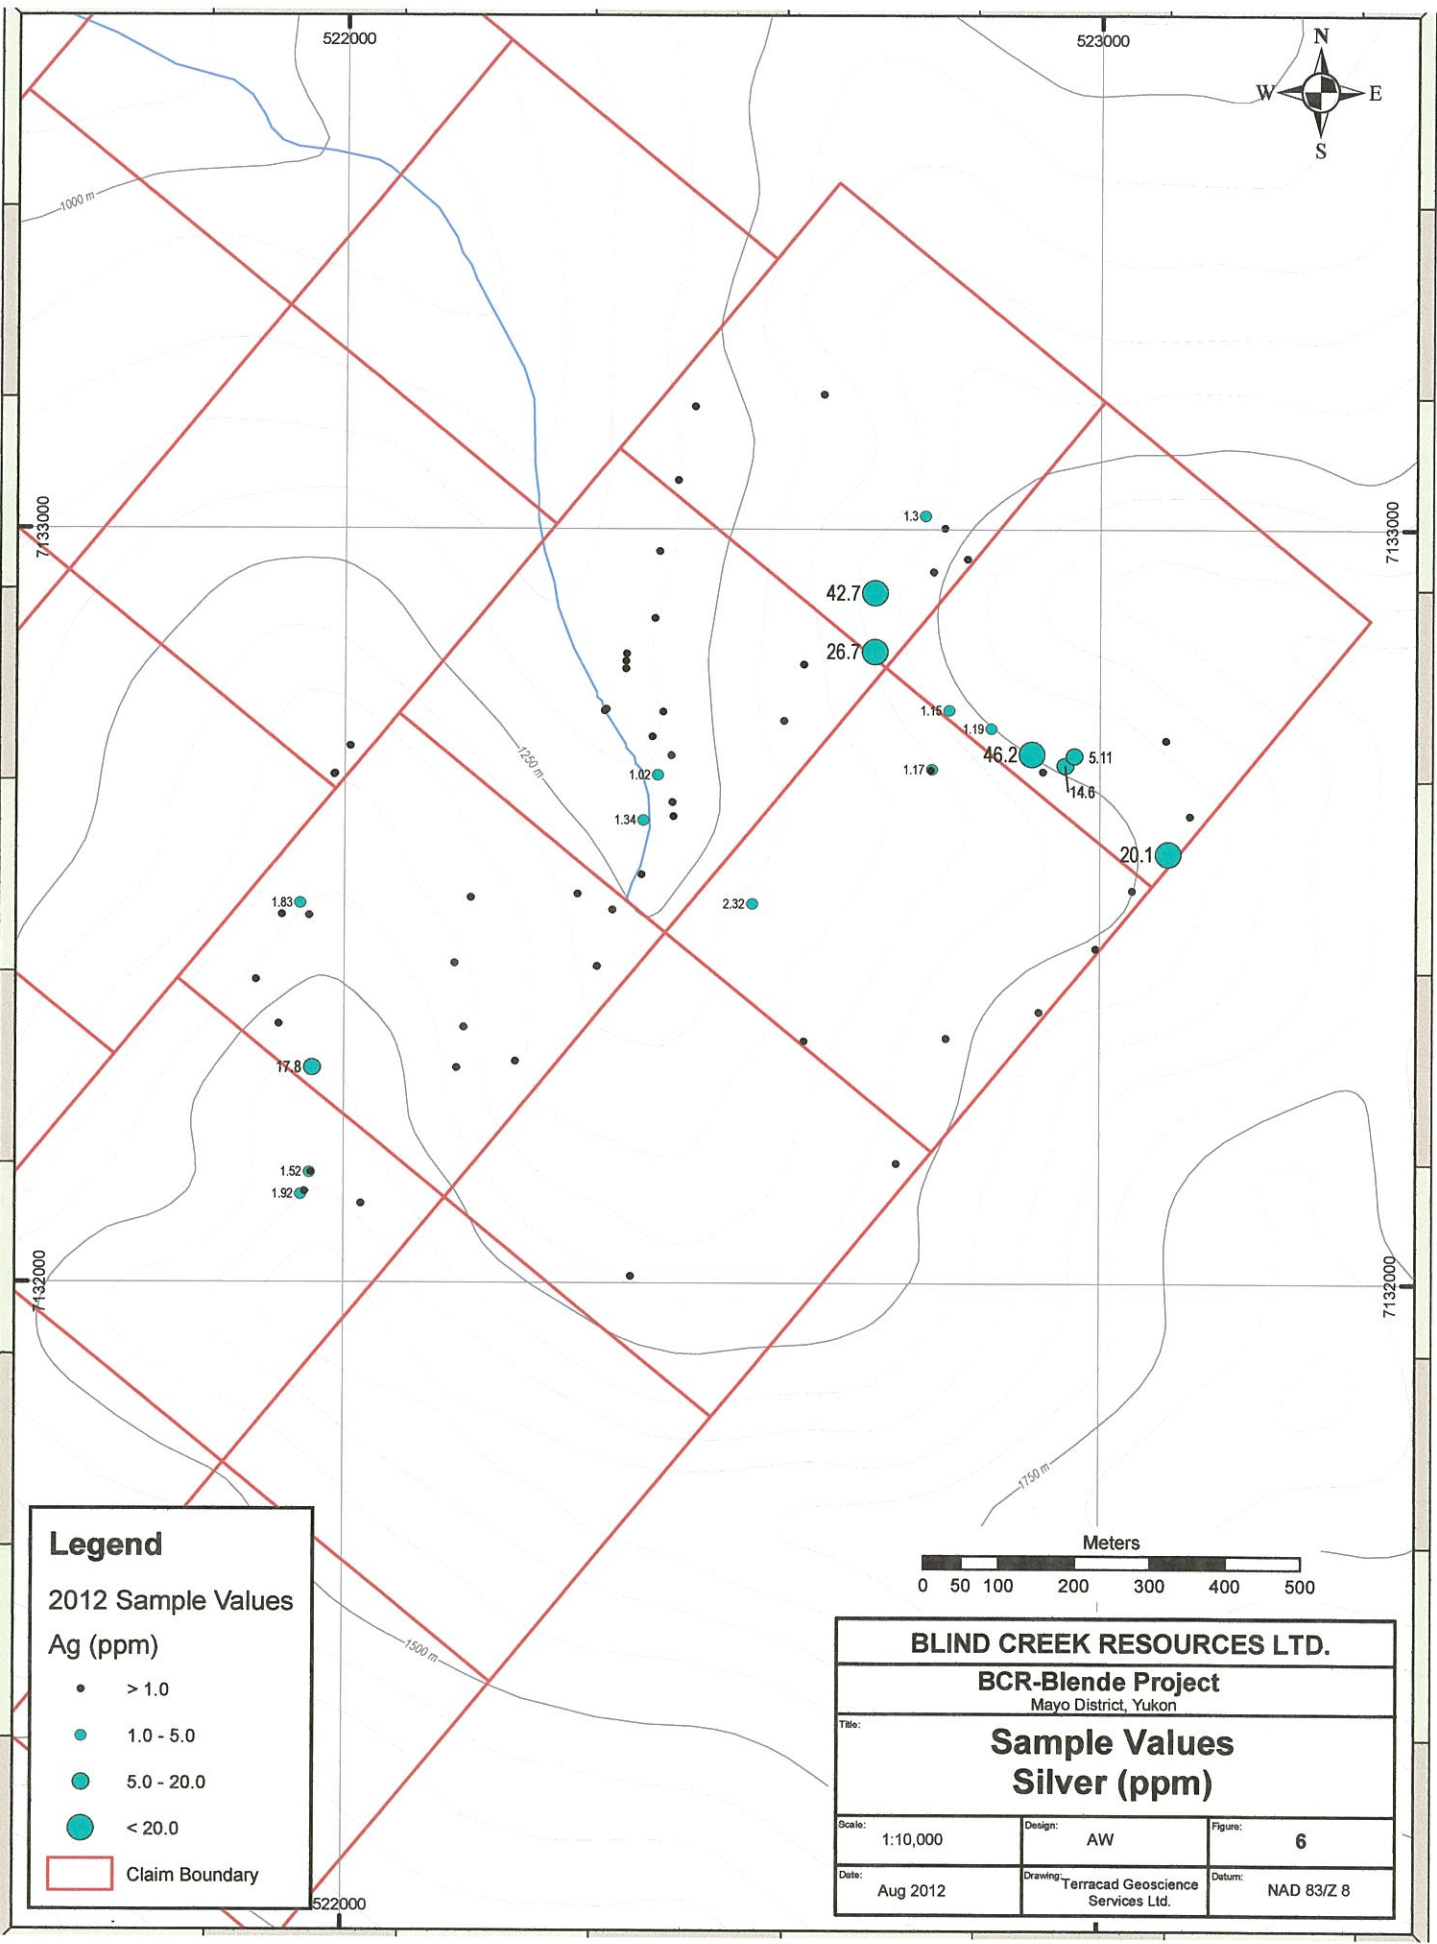 522000
523000
N
W
E
S
1000 m
7133000
7133000
1.3
42.7
26.7
1.15
1.19
46.2
5.11
14.6
1.17
1250 m
1.02
1.34
20.1
1.83
2.32
17.8
1.52
1.92
7132000
7132000
1750 m
1500 m
Legend
2012 Sample Values
Ag (ppm)
> 1.0
1.0 - 5.0
5.0 - 20.0
< 20.0
Claim Boundary
522000
Meters
0 50 100 200 300 400 500
BLIND CREEK RESOURCES LTD.
BCR-Blende Project
Mayo District, Yukon
Title:
Sample Values
Silver (ppm)
Scale:
1:10,000
Design:
AW
Figure:
6
Date:
Aug 2012
Drawing:
Terracad Geoscience
Services Ltd.
Datum:
NAD 83/Z 8